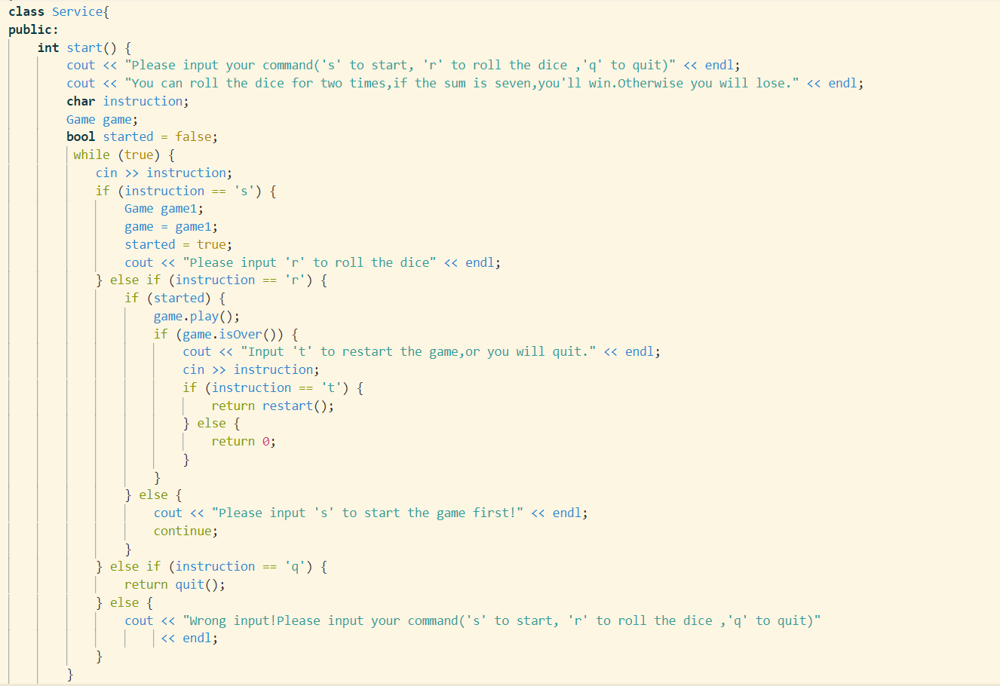 class Service{
public:
    int start() {
        cout << "Please input your command('s' to start, 'r' to roll the dice ,'q' to quit)" << endl;
        cout << "You can roll the dice for two times,if the sum is seven,you'll win.Otherwise you will lose." << endl;
        char instruction;
        Game game;
        bool started = false;
         while (true) {
            cin >> instruction;
            if (instruction == 's') {
                Game game1;
                game = game1;
                started = true;
                cout << "Please input 'r' to roll the dice" << endl;
            } else if (instruction == 'r') {
                if (started) {
                    game.play();
                    if (game.isOver()) {
                        cout << "Input 't' to restart the game,or you will quit." << endl;
                        cin >> instruction;
                        if (instruction == 't') {
                            return restart();
                        } else {
                            return 0;
                        }
                    }
                } else {
                    cout << "Please input 's' to start the game first!" << endl;
                    continue;
                }
            } else if (instruction == 'q') {
                return quit();
            } else {
                cout << "Wrong input!Please input your command('s' to start, 'r' to roll the dice ,'q' to quit)"
                     << endl;
            }
        }